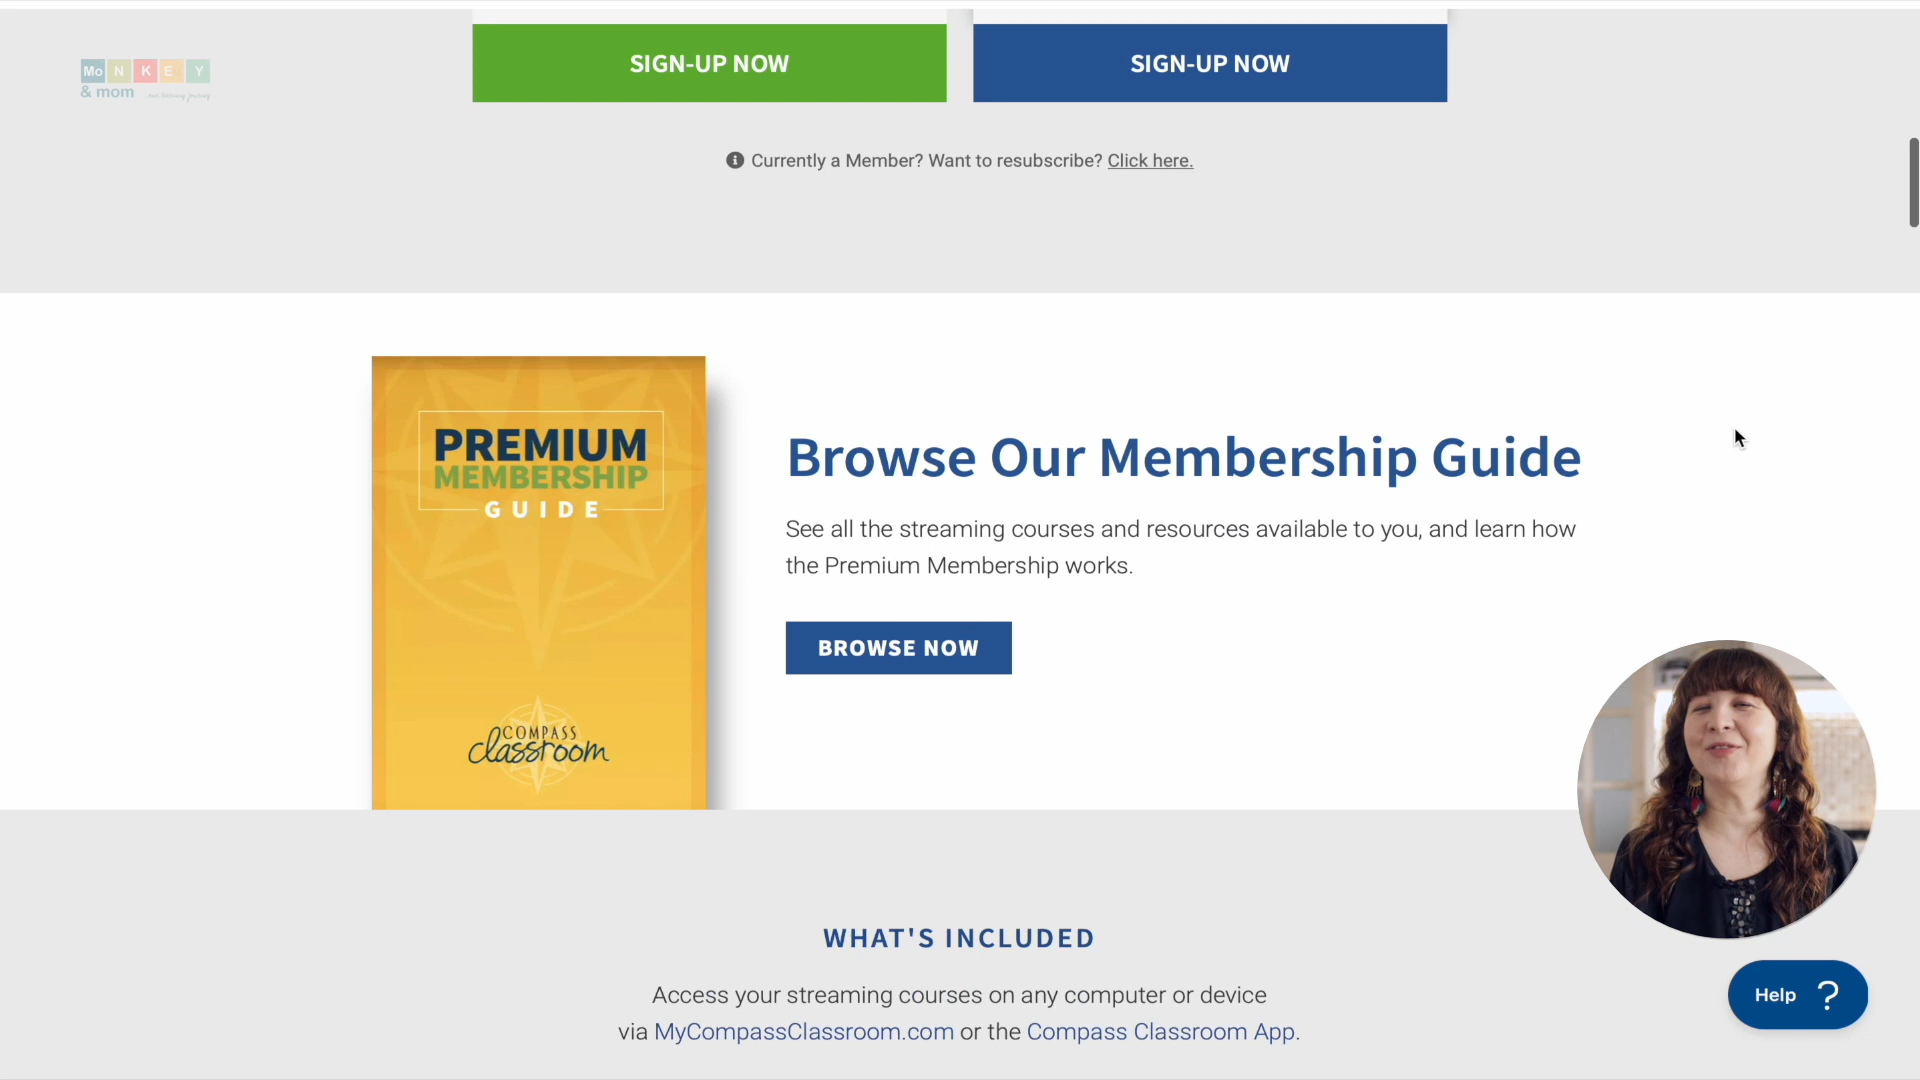 SIGN-UP NOW
SIGN-UP NOW
MoNKEY
& mom
Currently a Member? Want to resubscribe? Click here.
PREMIUM
MEMBERSHIP
GUIDE
COMPASS
classroom
Browse Our Membership Guide
See all the streaming courses and resources available to you, and learn how
the Premium Membership works.
BROWSE NOW
WHAT'S INCLUDED
Access your streaming courses on any computer or device
via MyCompassClassroom.com or the Compass Classroom App.
Help ?